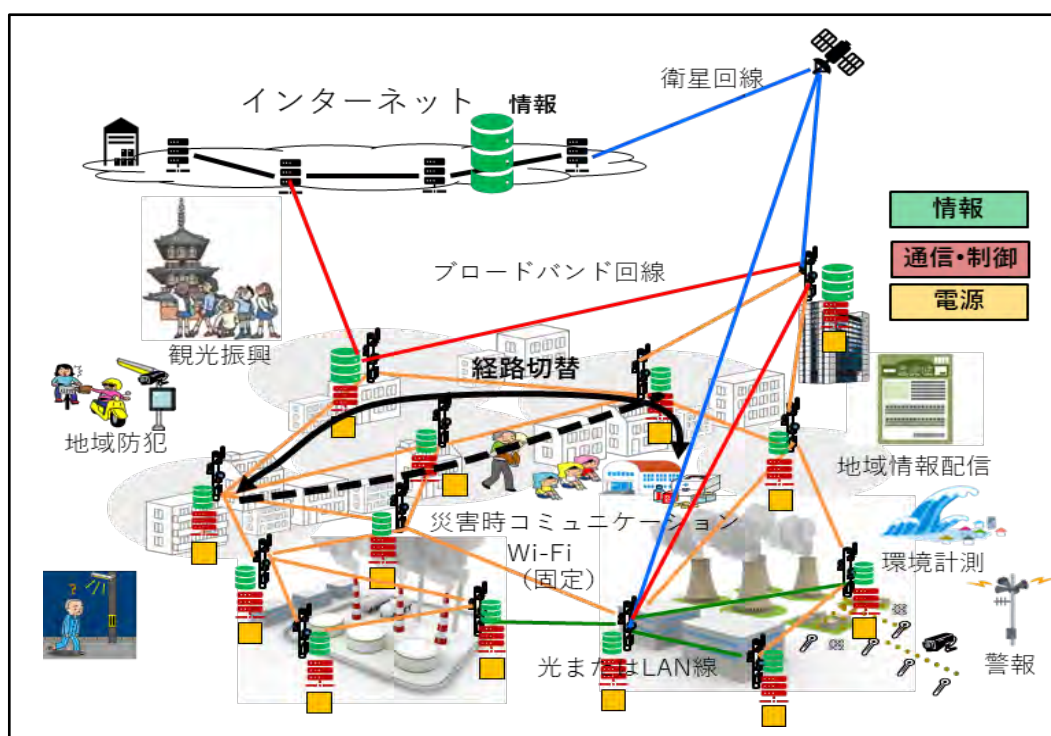 衛星回線
インターネット 情報
情報
通信・制御
電源
ブロードバンド回線
観光振興
経路切替
地域防犯
地域情報配信
災害時コミュニケーション
Wi-Fi
（固定）
環境計測
光またはLAN線
警報